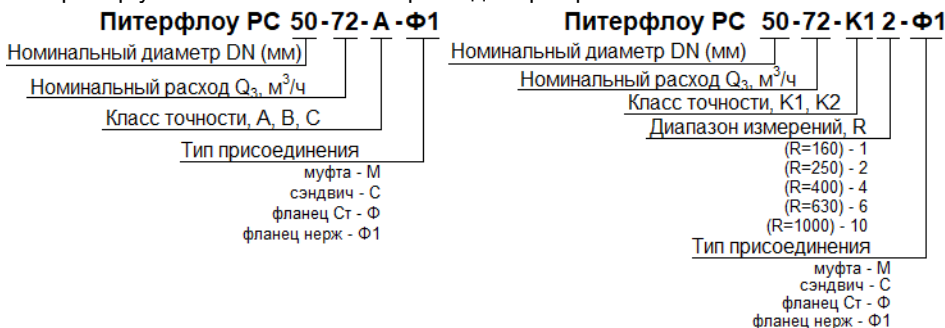 Питерфлоу РС 50-72-А-Ф1
Номинальный диаметр DN (мм)
Номинальный расход Q3, м³/ч
Класс точности, А, В, С
Тип присоединения
муфта - М
сэндвич - С
фланец Ст - Ф
фланец нерж - Ф1
Питерфлоу РС 50-72-К12-Ф1
Номинальный диаметр DN (мм)
Номинальный расход Q3, м³/ч
Класс точности, К1, К2
Диапазон измерений, R
(R=160) - 1
(R=250) - 2
(R=400) - 4
(R=630) - 6
(R=1000) - 10
Тип присоединения
муфта - М
сэндвич - С
фланец Ст - Ф
фланец нерж - Ф1